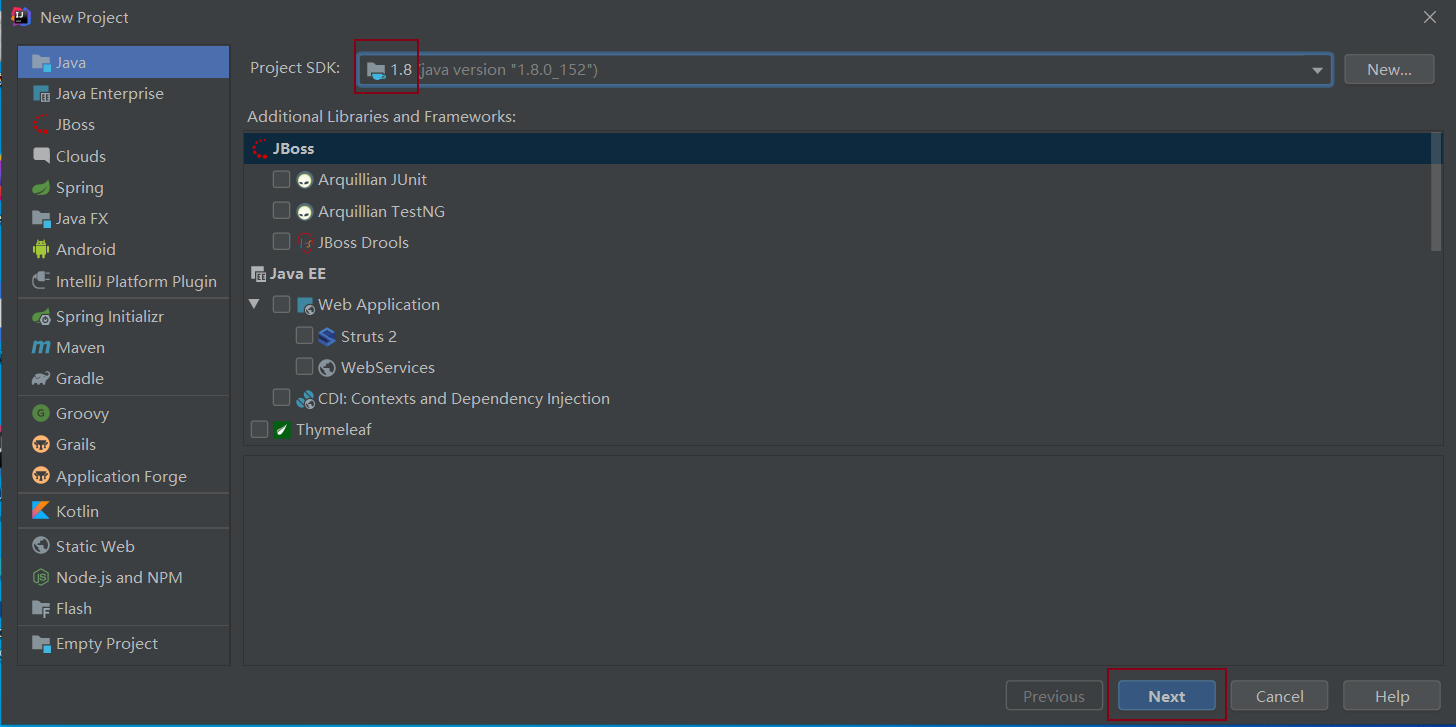 New Project
Java
Java Enterprise
JBoss
Clouds
Spring
Java FX
Android
IntelliJ Platform Plugin
Spring Initializr
Maven
Gradle
Groovy
Grails
Application Forge
Kotlin
Static Web
Node.js and NPM
Flash
Empty Project
Project SDK: 1.8 (java version "1.8.0_152") New...
Additional Libraries and Frameworks:
JBoss
Arquillian JUnit
Arquillian TestNG
JBoss Drools
Java EE
Web Application
Struts 2
WebServices
CDI: Contexts and Dependency Injection
Thymeleaf
Previous Next Cancel Help